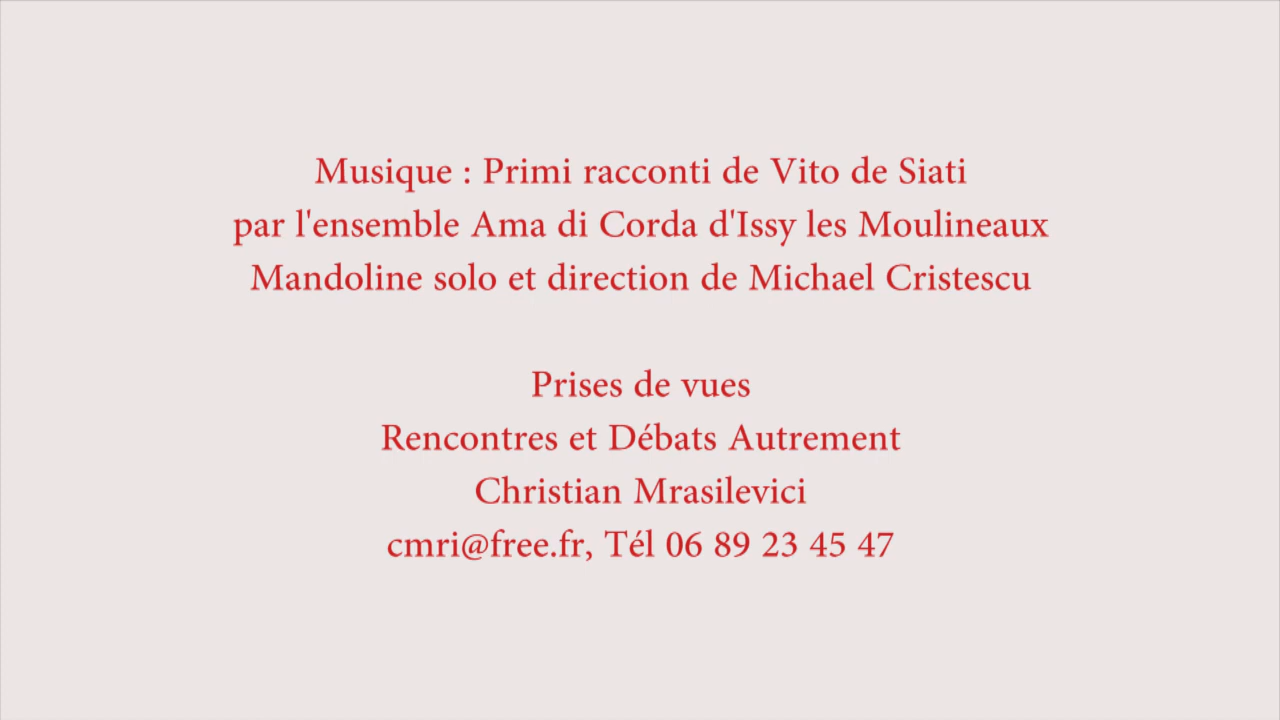 Musique : Primi racconti de Vito de Siati
par l'ensemble Ama di Corda d'Issy les Moulineaux
Mandoline solo et direction de Michael Cristescu
Prises de vues
Rencontres et Débats Autrement
Christian Mrasilevici
cmri@free.fr, Tél 06 89 23 45 47